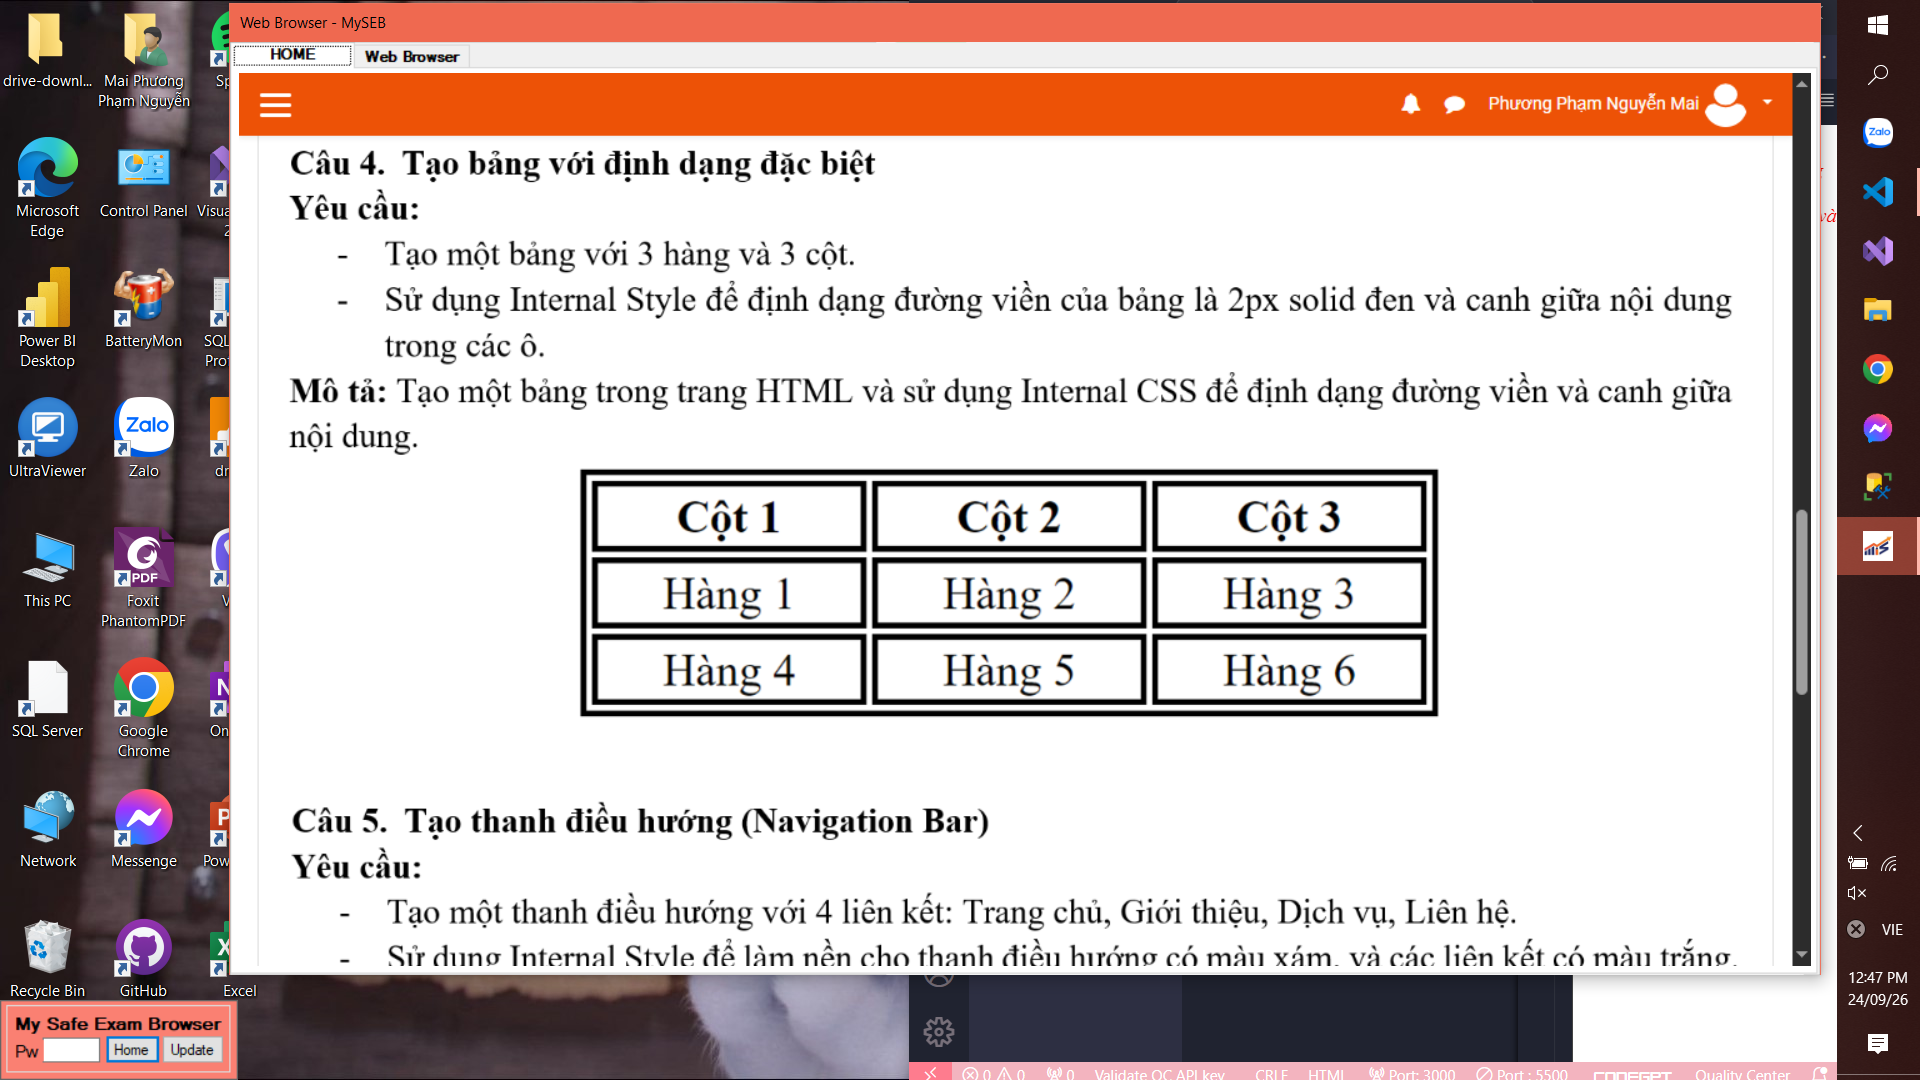 Web Browser - MySEB
HOME
Web Browser
Phương Phạm Nguyễn Mai
Câu 4. Tạo bảng với định dạng đặc biệt
Yêu cầu:
- Tạo một bảng với 3 hàng và 3 cột.
- Sử dụng Internal Style để định dạng đường viền của bảng là 2px solid đen và canh giữa nội dung
trong các ô.
Mô tả: Tạo một bảng trong trang HTML và sử dụng Internal CSS để định dạng đường viền và canh giữa
nội dung.
Cột 1 Cột 2 Cột 3
Hàng 1 Hàng 2 Hàng 3
Hàng 4 Hàng 5 Hàng 6
Câu 5. Tạo thanh điều hướng (Navigation Bar)
Yêu cầu:
- Tạo một thanh điều hướng với 4 liên kết: Trang chủ, Giới thiệu, Dịch vụ, Liên hệ.
- Sử dụng Internal Style để làm nền cho thanh điều hướng có màu xám, và các liên kết có màu trắng.
drive-downl...
Mai Phương
Phạm Nguyễn
Sp
Microsoft
Edge
Control Panel
Visua
2
Power BI
Desktop
BatteryMon
SQL
Pro
UltraViewer
Zalo
Zalo
dr
This PC
PDF
Foxit
PhantomPDF
V
SQL Server
Google
Chrome
On
Network
Messenge
Pow
Recycle Bin
GitHub
Excel
My Safe Exam Browser
Pw
Home
Update
và
Zalo
VIE
12:47 PM
24/09/26
0 0
0
Validate QC API key
CRLF
HTML
Port: 3000
Port : 5500
CODEGPT
Quality Center